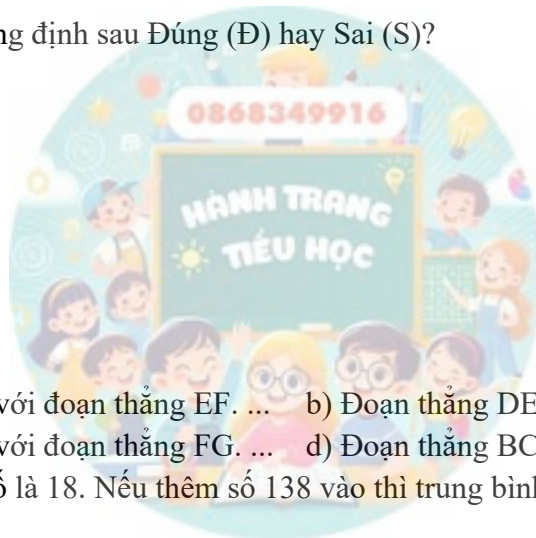 ng định sau Đúng (Đ) hay Sai (S)?
0868349916
HÀNH TRANG
TIỂU HỌC
với đoạn thẳng EF. ... b) Đoạn thẳng DE
với đoạn thẳng FG. ... d) Đoạn thẳng BC
ố là 18. Nếu thêm số 138 vào thì trung bình